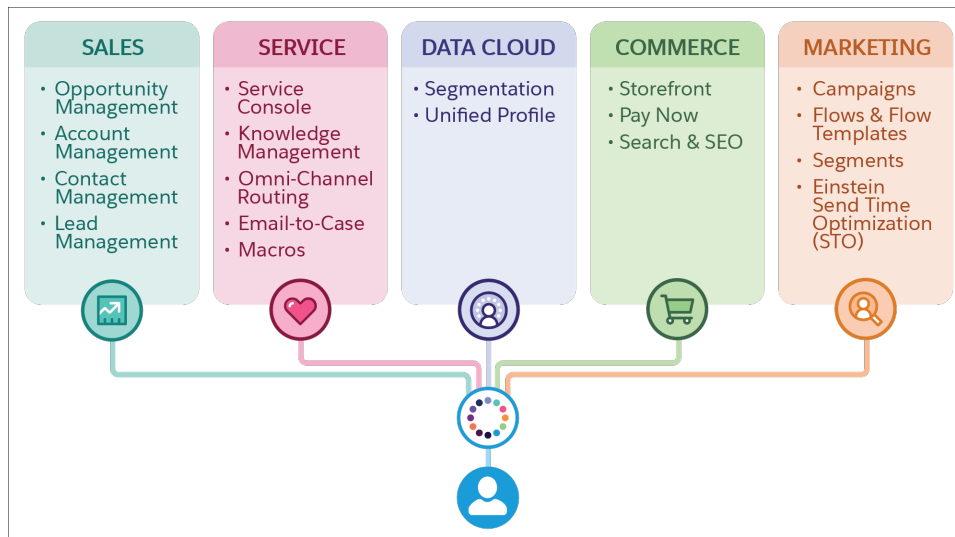 SALES
• Opportunity
Management
• Account
Management
• Contact
Management
• Lead
Management
SERVICE
• Service
Console
• Knowledge
Management
• Omni-Channel
Routing
• Email-to-Case
• Macros
DATA CLOUD
• Segmentation
• Unified Profile
COMMERCE
• Storefront
• Pay Now
• Search & SEO
MARKETING
• Campaigns
• Flows & Flow
Templates
• Segments
• Einstein
Send Time
Optimization
(STO)